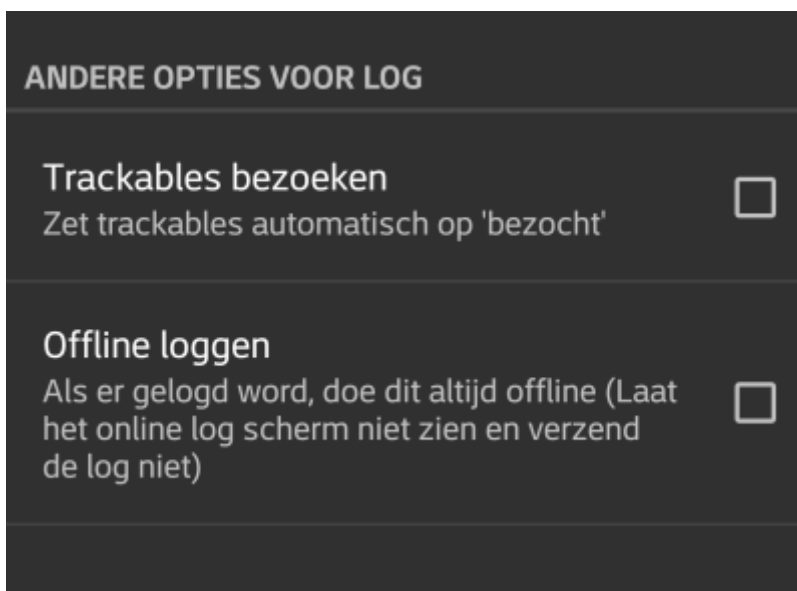 ANDERE OPTIES VOOR LOG
Trackables bezoeken
Zet trackables automatisch op 'bezocht'
Offline loggen
Als er gelogd word, doe dit altijd offline (Laat
het online log scherm niet zien en verzend
de log niet)